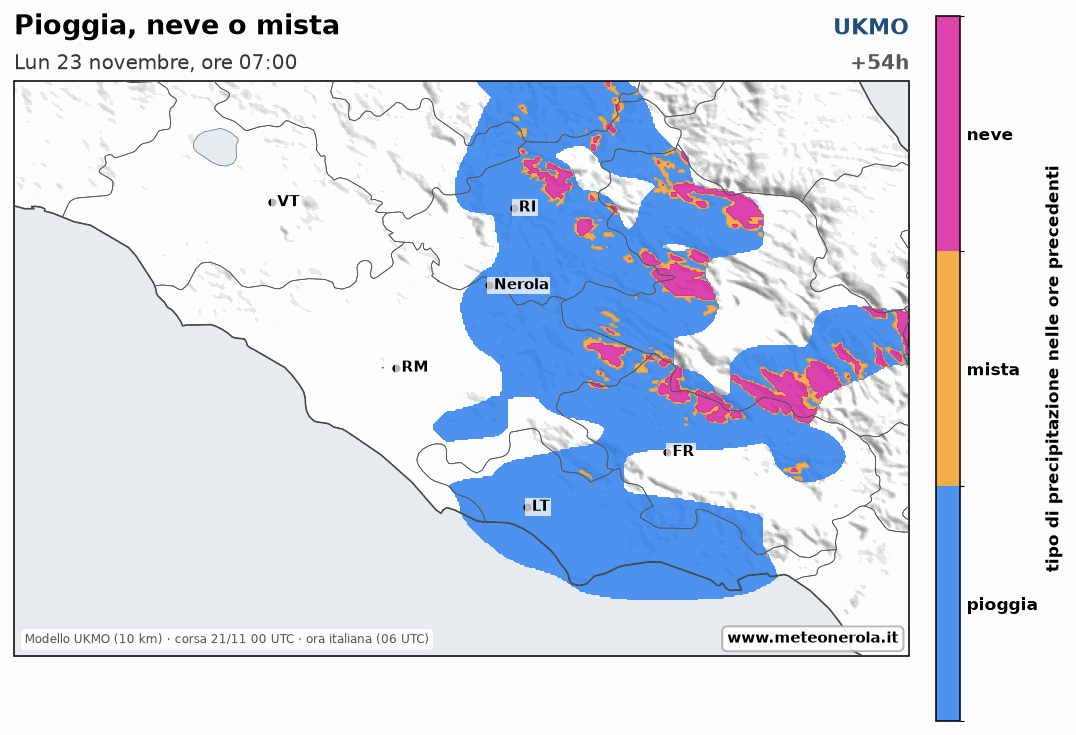 Pioggia, neve o mista
UKMO
Lun 23 novembre, ore 07:00
+54h
neve
mista
pioggia
tipo di precipitazione nelle ore precedenti
VT
RI
Nerola
RM
FR
LT
Modello UKMO (10 km) · corsa 21/11 00 UTC · ora italiana (06 UTC)
www.meteonerola.it